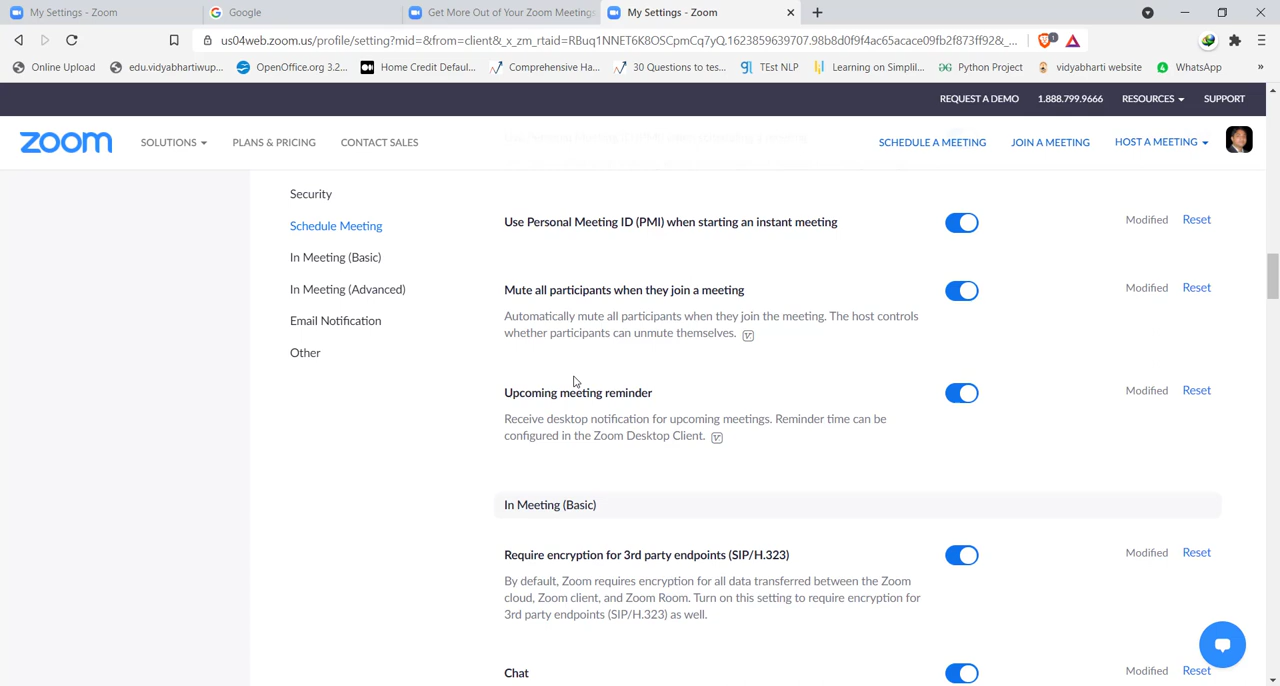 My Settings - Zoom
Google
Get More Out of Your Zoom Meetings
My Settings - Zoom
us04web.zoom.us/profile/setting?mid=&from=client&_x_zm_rtaid=RBuq1NNET6K8OSCpmCq7yQ.1623859639707.98b8d0f9f4ac65acace09fb2f873ff92&_...
1
Online Upload
edu.vidyabhartiwup...
OpenOffice.org 3.2...
Home Credit Defaul...
Comprehensive Ha...
30 Questions to tes...
TEst NLP
Learning on Simplil...
Python Project
vidyabharti website
WhatsApp
»
REQUEST A DEMO 1.888.799.9666 RESOURCES SUPPORT
zoom SOLUTIONS PLANS & PRICING CONTACT SALES SCHEDULE A MEETING JOIN A MEETING HOST A MEETING
Security
Schedule Meeting
In Meeting (Basic)
In Meeting (Advanced)
Email Notification
Other
Use Personal Meeting ID (PMI) when starting an instant meeting
Modified Reset
Mute all participants when they join a meeting
Modified Reset
Automatically mute all participants when they join the meeting. The host controls
whether participants can unmute themselves.
Upcoming meeting reminder
Modified Reset
Receive desktop notification for upcoming meetings. Reminder time can be
configured in the Zoom Desktop Client.
In Meeting (Basic)
Require encryption for 3rd party endpoints (SIP/H.323)
Modified Reset
By default, Zoom requires encryption for all data transferred between the Zoom
cloud, Zoom client, and Zoom Room. Turn on this setting to require encryption for
3rd party endpoints (SIP/H.323) as well.
Chat
Modified Reset